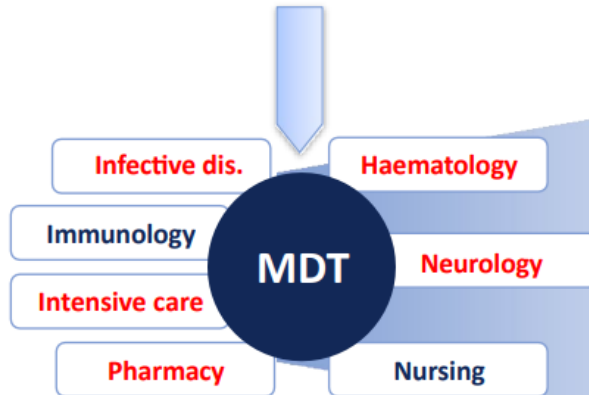 Infective dis.
Haematology
Immunology
MDT
Neurology
Intensive care
Pharmacy
Nursing